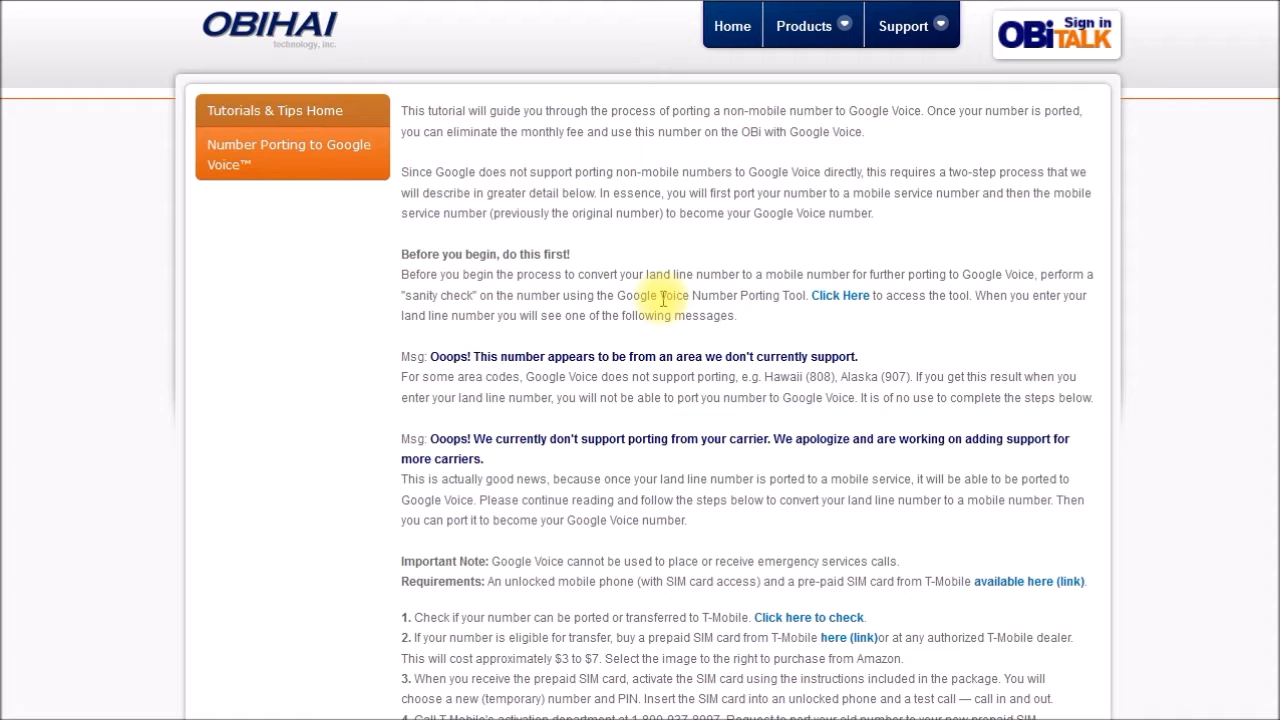 OBIHAI
technology, inc.
Home
Products
Support
Sign in
OBiTALK
Tutorials & Tips Home
Number Porting to Google
Voice™
This tutorial will guide you through the process of porting a non-mobile number to Google Voice. Once your number is ported,
you can eliminate the monthly fee and use this number on the OBi with Google Voice.
Since Google does not support porting non-mobile numbers to Google Voice directly, this requires a two-step process that we
will describe in greater detail below. In essence, you will first port your number to a mobile service number and then the mobile
service number (previously the original number) to become your Google Voice number.
Before you begin, do this first!
Before you begin the process to convert your land line number to a mobile number for further porting to Google Voice, perform a
"sanity check" on the number using the Google Voice Number Porting Tool. Click Here to access the tool. When you enter your
land line number you will see one of the following messages.
Msg: Ooops! This number appears to be from an area we don't currently support.
For some area codes, Google Voice does not support porting, e.g. Hawaii (808), Alaska (907). If you get this result when you
enter your land line number, you will not be able to port you number to Google Voice. It is of no use to complete the steps below.
Msg: Ooops! We currently don't support porting from your carrier. We apologize and are working on adding support for
more carriers.
This is actually good news, because once your land line number is ported to a mobile service, it will be able to be ported to
Google Voice. Please continue reading and follow the steps below to convert your land line number to a mobile number. Then
you can port it to become your Google Voice number.
Important Note: Google Voice cannot be used to place or receive emergency services calls.
Requirements: An unlocked mobile phone (with SIM card access) and a pre-paid SIM card from T-Mobile available here (link).
1. Check if your number can be ported or transferred to T-Mobile. Click here to check.
2. If your number is eligible for transfer, buy a prepaid SIM card from T-Mobile here (link)or at any authorized T-Mobile dealer.
This will cost approximately $3 to $7. Select the image to the right to purchase from Amazon.
3. When you receive the prepaid SIM card, activate the SIM card using the instructions included in the package. You will
choose a new (temporary) number and PIN. Insert the SIM card into an unlocked phone and a test call — call in and out.
4. Call T-Mobile's activation department at 1-800-937-8997. Request to port your old number to your new prepaid SIM